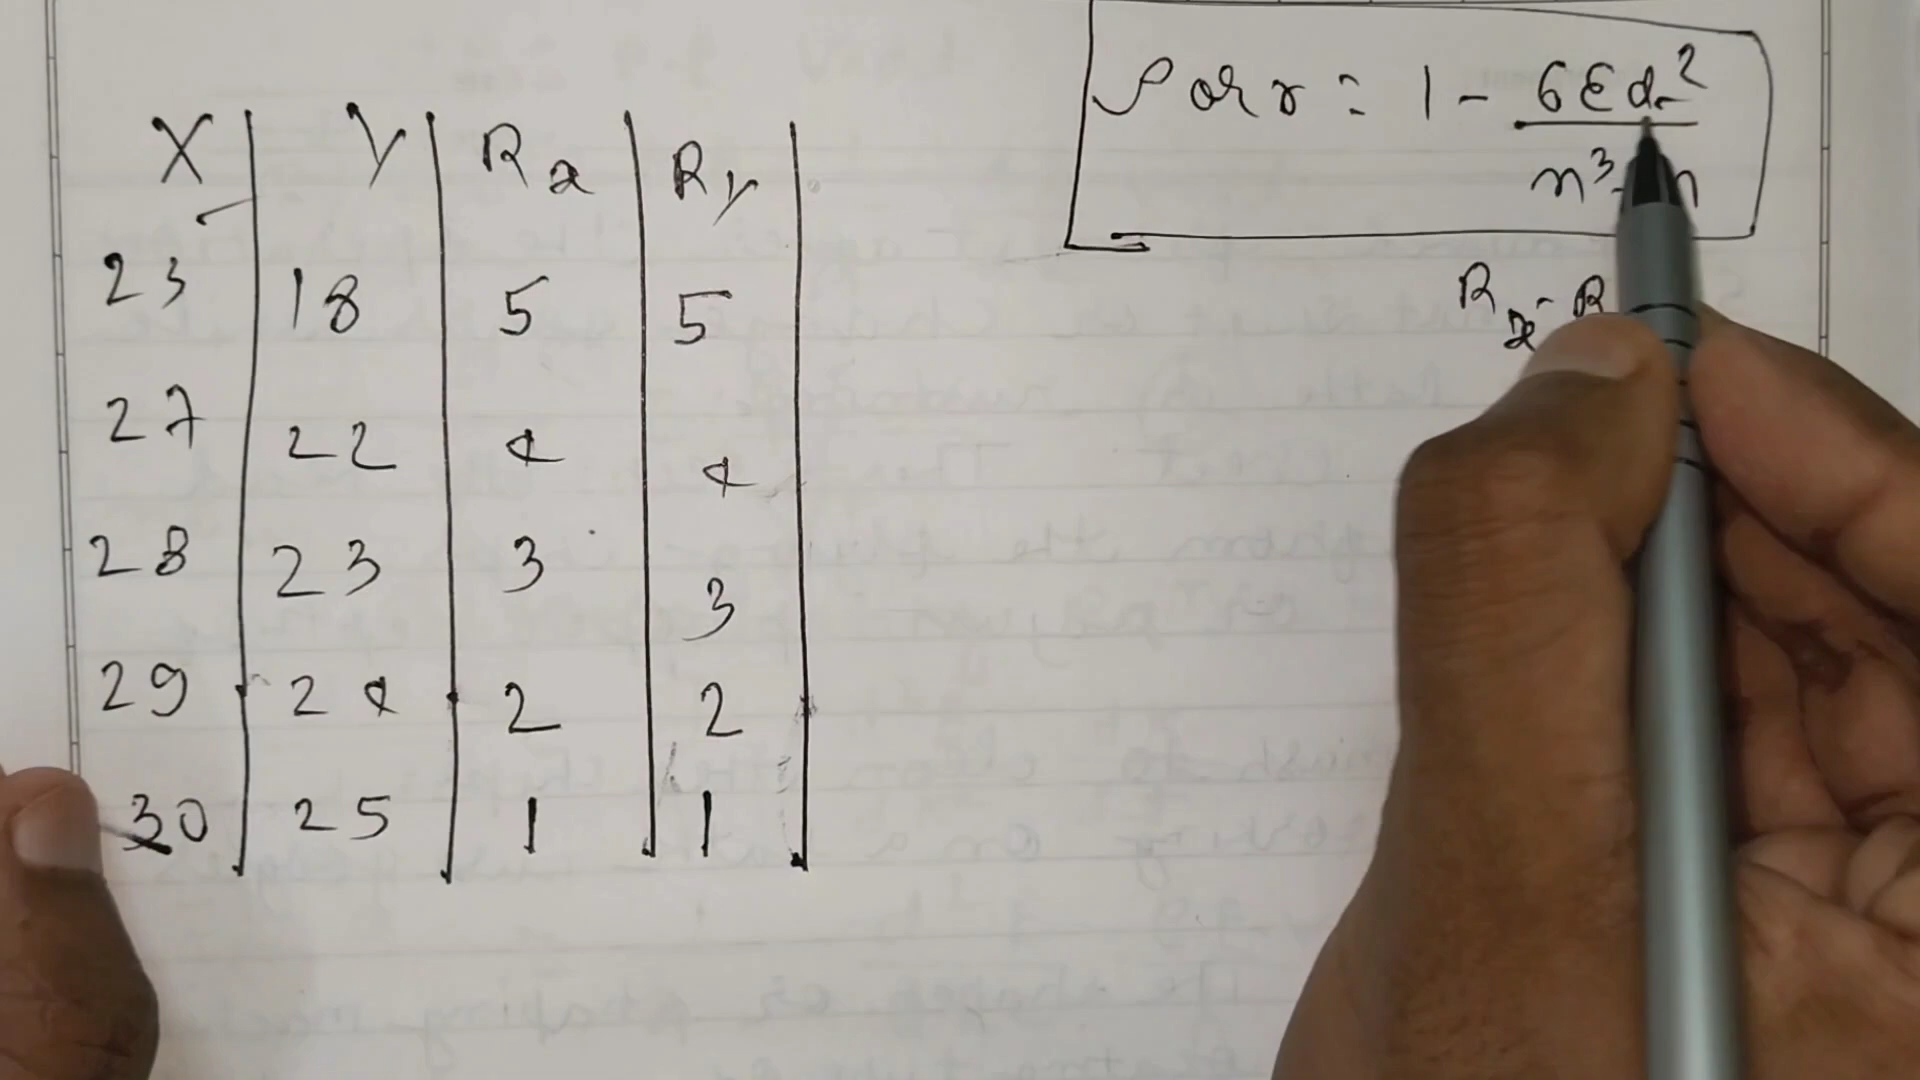 ρ or r = 1 - 6Σd²
n³ - n
Rx - R
X Y Rx Ry
23 18 5 5
27 22 4 4
28 23 3 3
29 24 2 2
30 25 1 1